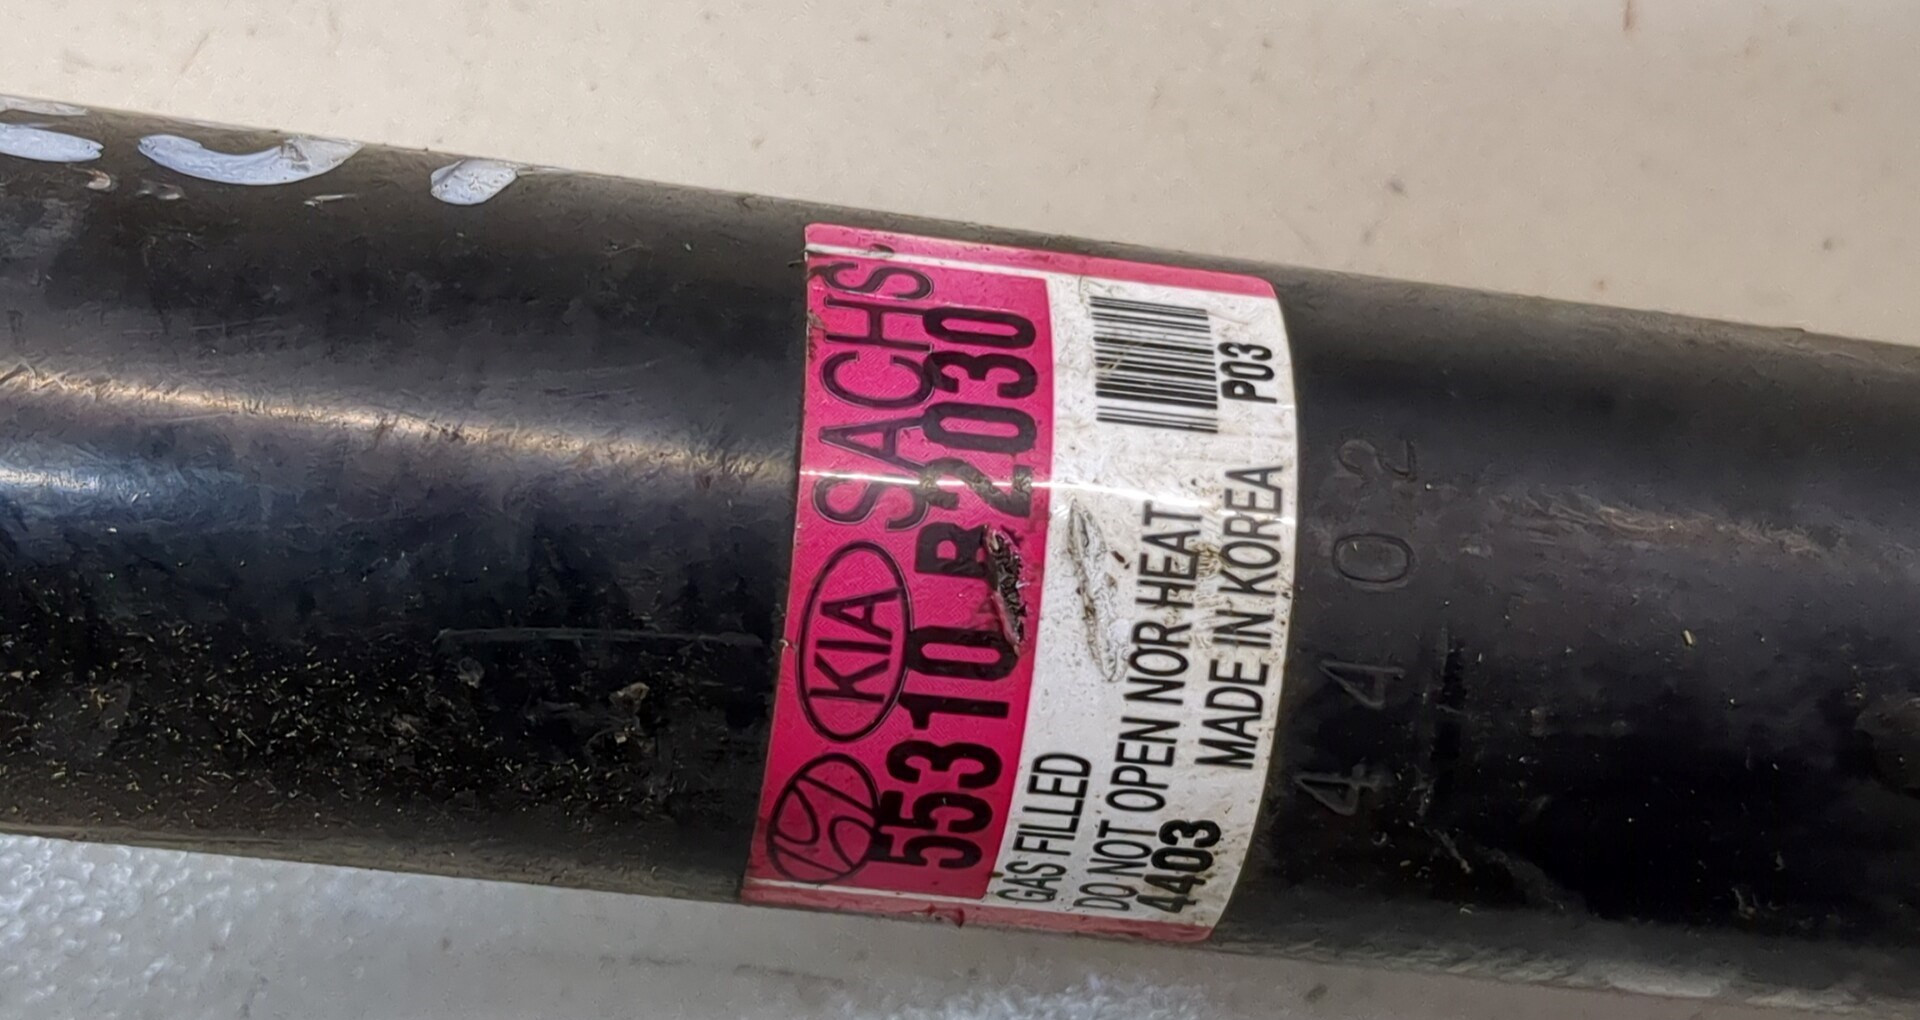 KIA SACHS
55310 B2030
GAS FILLED
DO NOT OPEN NOR HEAT
4403 MADE IN KOREA
P03
4402